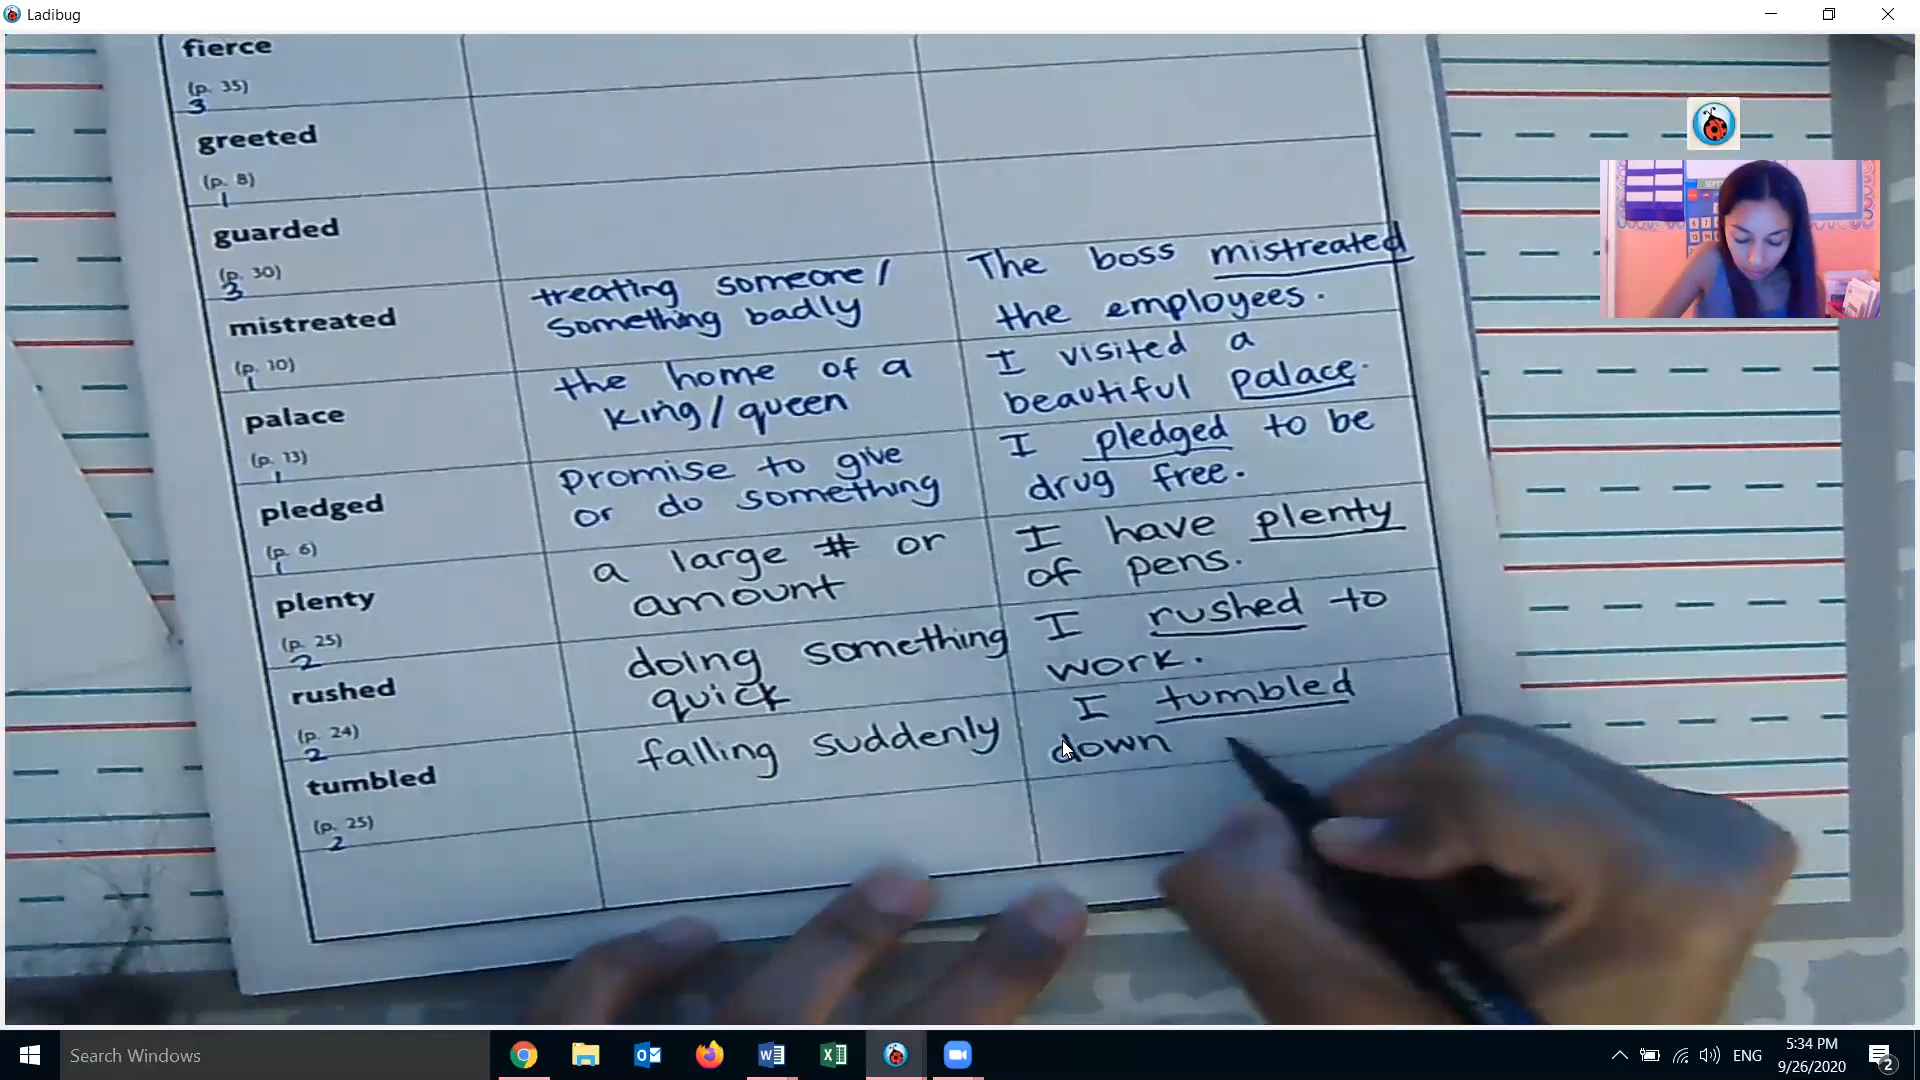 Ladibug
fierce
(p. 35)
3
greeted
(p. 8)
1
guarded
(p. 30)
3
mistreated
treating someone/
something badly
The boss mistreated
the employees.
(p. 10)
1
palace
the home of a
king/queen
I visited a
beautiful palace.
(p. 13)
1
pledged
Promise to give
or do something
I pledged to be
drug free.
(p. 6)
1
plenty
a large # or
amount
I have plenty
of pens.
(p. 25)
2
rushed
doing something
quick
I rushed to
work.
(p. 24)
2
tumbled
falling suddenly
I tumbled
down
(p. 25)
2
Search Windows
ENG
5:34 PM
9/26/2020
2